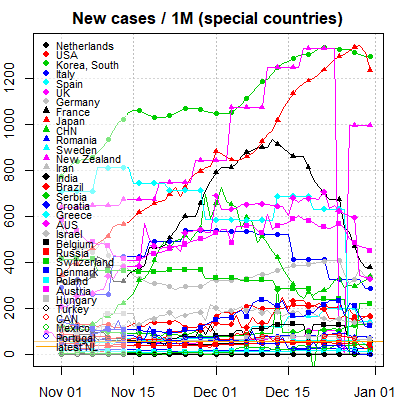 New cases / 1M (special countries)
1200
1000
800
600
400
200
0
Netherlands
USA
Korea, South
Italy
Spain
UK
Germany
France
Japan
CHN
Romania
Sweden
New Zealand
Iran
India
Brazil
Serbia
Croatia
Greece
AUS
Israel
Belgium
Russia
Switzerland
Denmark
Poland
Austria
Hungary
Turkey
CAN
Mexico
Portugal
latest NL
Nov 01 Nov 15 Dec 01 Dec 15 Jan 01